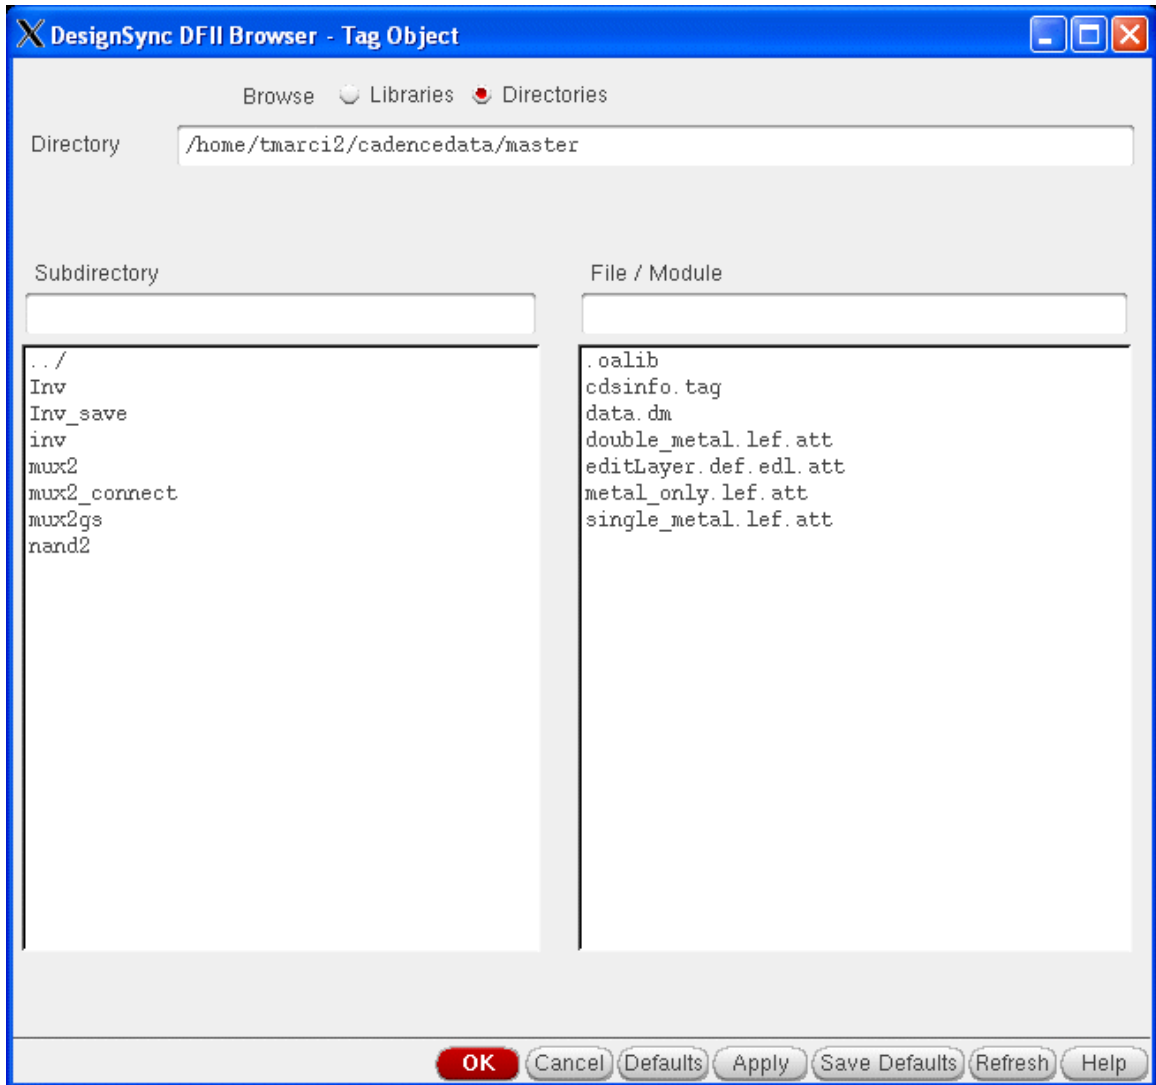 DesignSync DFII Browser - Tag Object
Browse Libraries Directories
Directory /home/tmarci2/cadencedata/master
Subdirectory
../
Inv
Inv_save
inv
mux2
mux2_connect
mux2gs
nand2
File / Module
.oalib
cdsinfo.tag
data.dm
double_metal.lef.att
editLayer.def.edl.att
metal_only.lef.att
single_metal.lef.att
OK Cancel Defaults Apply Save Defaults Refresh Help